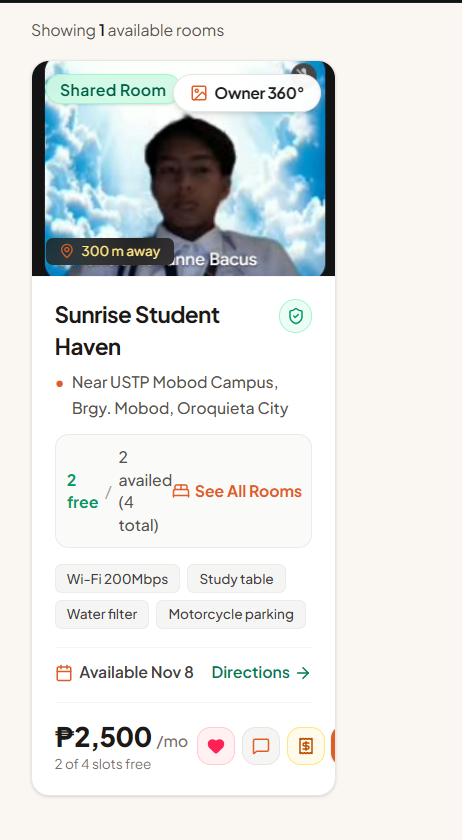 Showing 1 available rooms
Shared Room
Owner 360°
300 m away
nne Bacus
Sunrise Student
Haven
Near USTP Mobod Campus,
Brgy. Mobod, Oroquieta City
2
free
/
2
availed
(4
total)
See All Rooms
Wi-Fi 200Mbps
Study table
Water filter
Motorcycle parking
Available Nov 8
Directions →
₱2,500 /mo
2 of 4 slots free